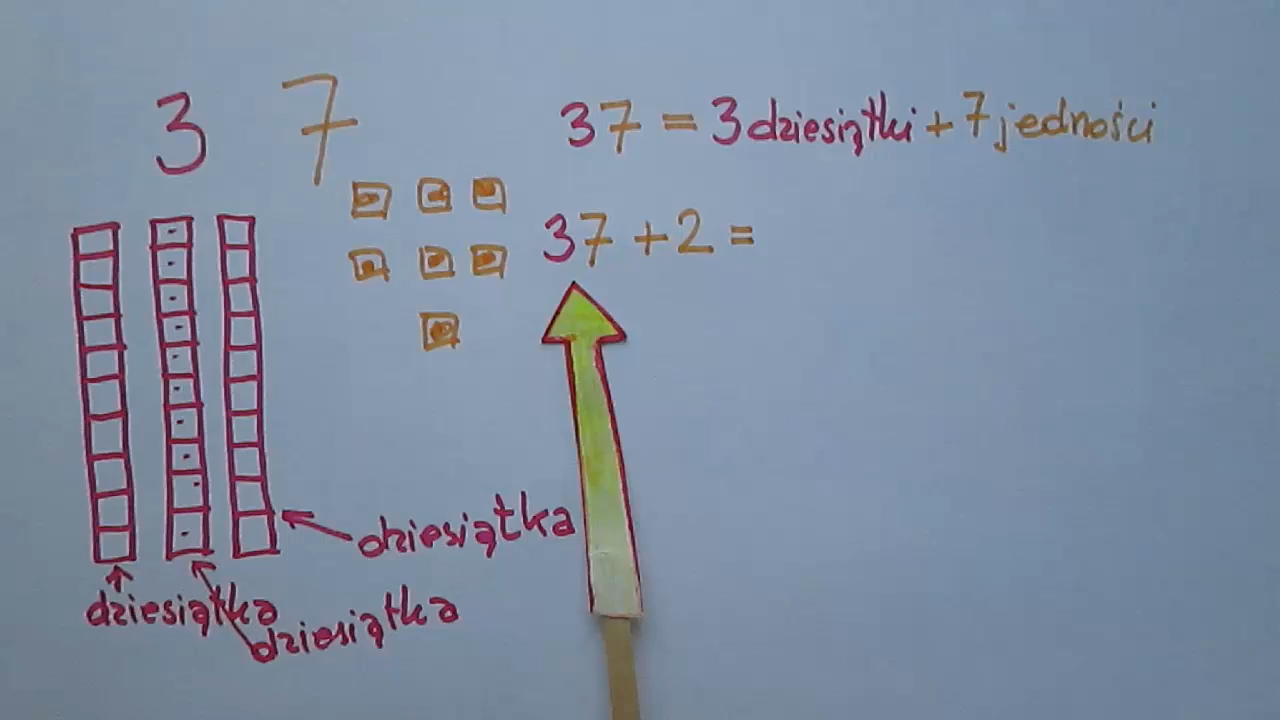 3 7
37 = 3 dziesiątki + 7 jedności
37 + 2 =
dziesiątka
dziesiątka
dziesiątka